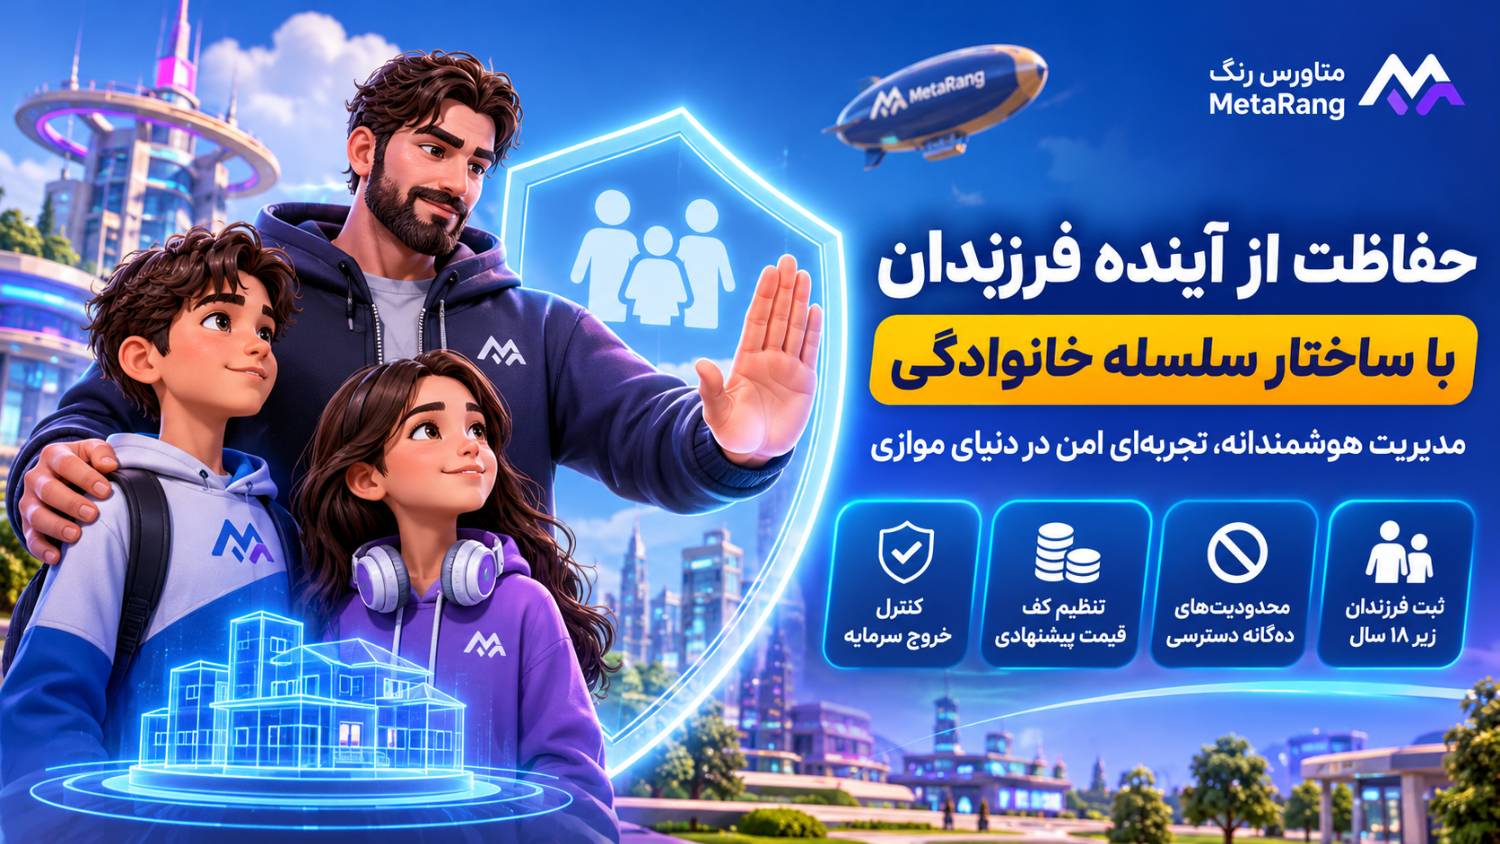 متاورس رنگ
MetaRang
MetaRang
حفاظت از آینده فرزندان
با ساختار سلسله خانوادگی
مدیریت هوشمندانه، تجربه‌ای امن در دنیای موازی
ثبت فرزندان
زیر ۱۸ سال
محدودیت‌های
ده‌گانه دسترسی
تنظیم کف
قیمت پیشنهادی
کنترل
خروج سرمایه